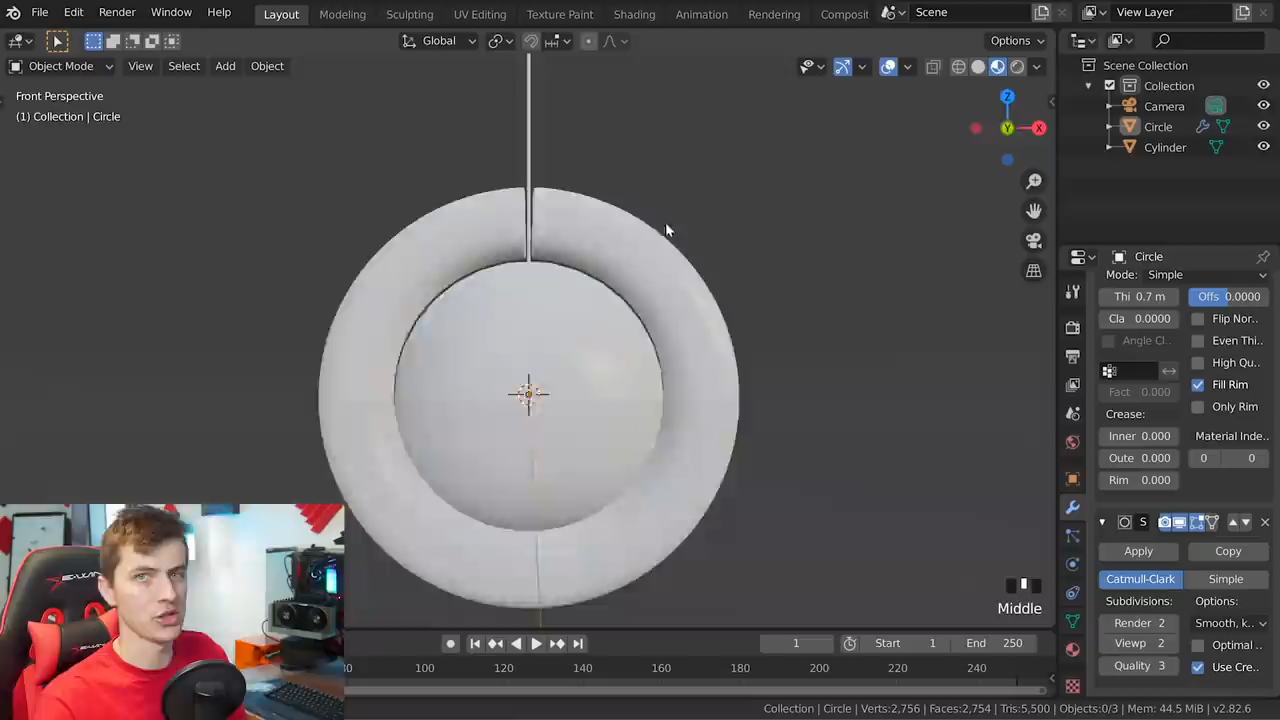 File Edit Render Window Help Layout Modeling Sculpting UV Editing Texture Paint Shading Animation Rendering Composit Scene View Layer
Global Options
Object Mode View Select Add Object
Front Perspective
(1) Collection | Circle
Z
Y
X
Scene Collection
Collection
Camera
Circle
Cylinder
Circle
Mode: Simple
Thi 0.7 m Offs 0.0000
Cla 0.0000 Flip Nor..
Angle Cl.. Even Thi..
High Qu..
Fact 0.000 Fill Rim
Crease: Only Rim
Inner 0.000 Material Inde..
Oute 0.000 0 0
Rim 0.000
S
Apply Copy
Catmull-Clark Simple
Subdivisions: Options:
Render 2 Smooth, k..
Viewp 2 Optimal ..
Quality 3 Use Cre..
Middle
1 Start 1 End 250
80 100 120 140 160 180 200 220 240
Collection | Circle | Verts:2,756 | Faces:2,754 | Tris:5,500 | Objects:0/3 | Mem: 44.5 MiB | v2.82.6